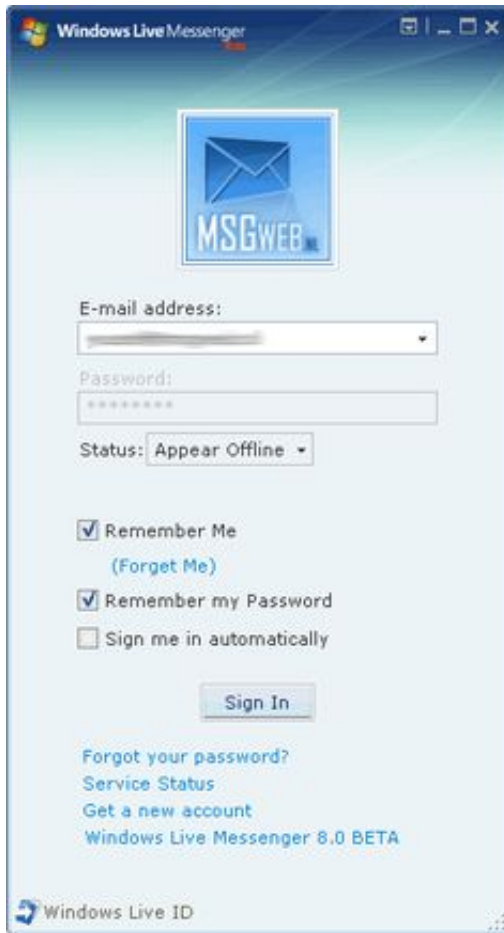 Windows Live Messenger
MSGWEB
E-mail address:
Password:
********
Status: Appear Offline
Remember Me
(Forget Me)
Remember my Password
Sign me in automatically
Sign In
Forgot your password?
Service Status
Get a new account
Windows Live Messenger 8.0 BETA
Windows Live ID